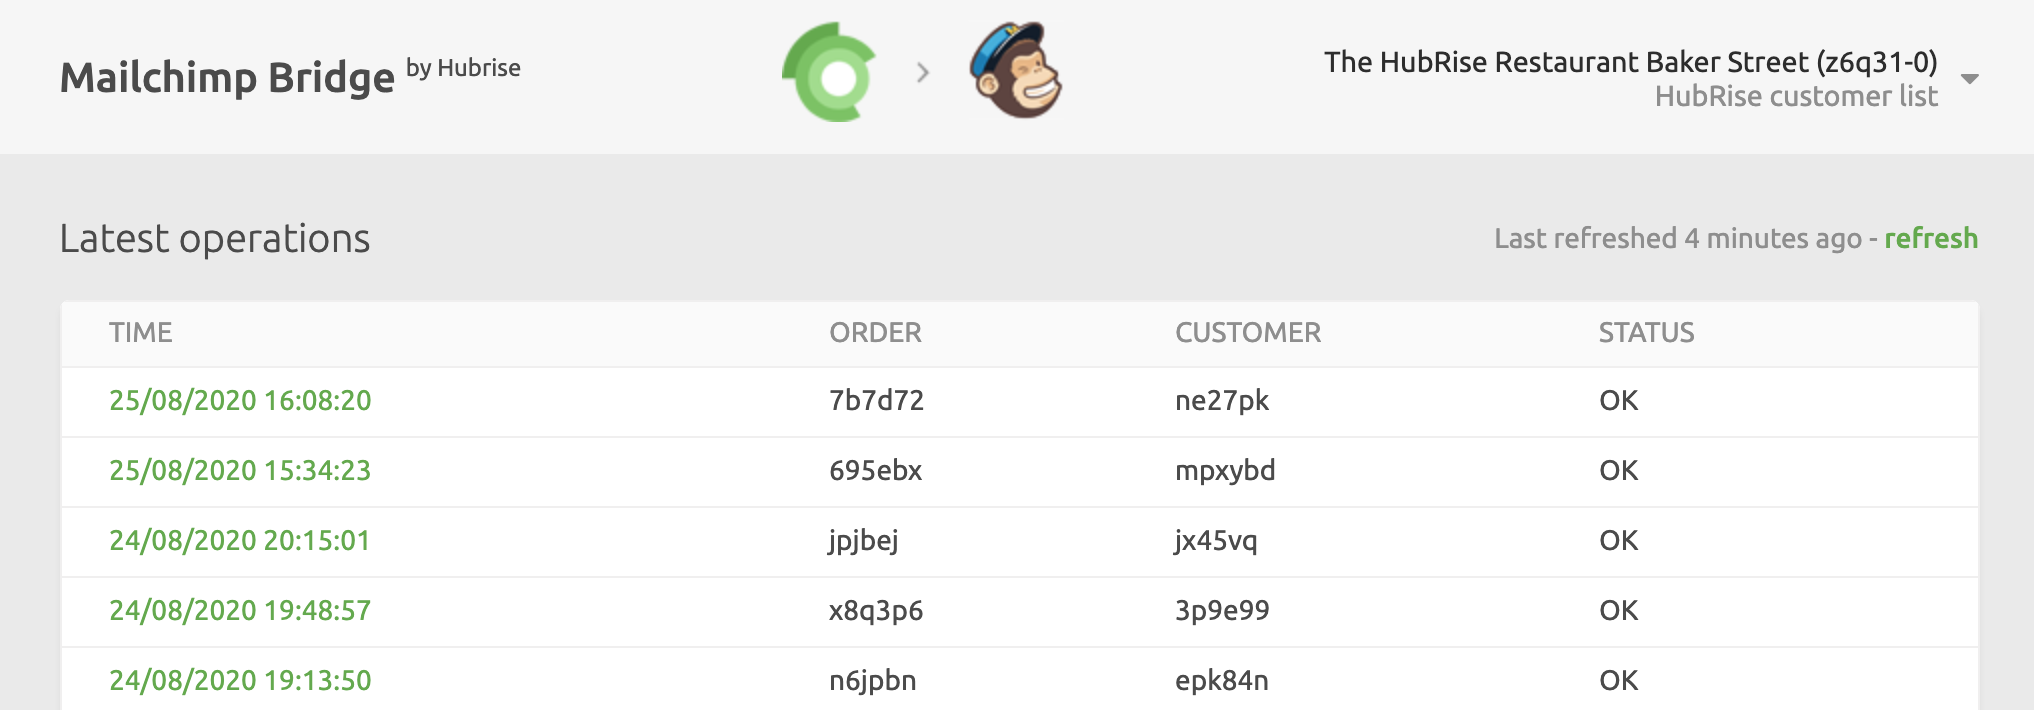 Mailchimp Bridge by Hubrise
The HubRise Restaurant Baker Street (z6q31-0)
HubRise customer list
Latest operations
Last refreshed 4 minutes ago - refresh
TIME ORDER CUSTOMER STATUS
25/08/2020 16:08:20 7b7d72 ne27pk OK
25/08/2020 15:34:23 695ebx mpxybd OK
24/08/2020 20:15:01 jpjbej jx45vq OK
24/08/2020 19:48:57 x8q3p6 3p9e99 OK
24/08/2020 19:13:50 n6jpbn epk84n OK